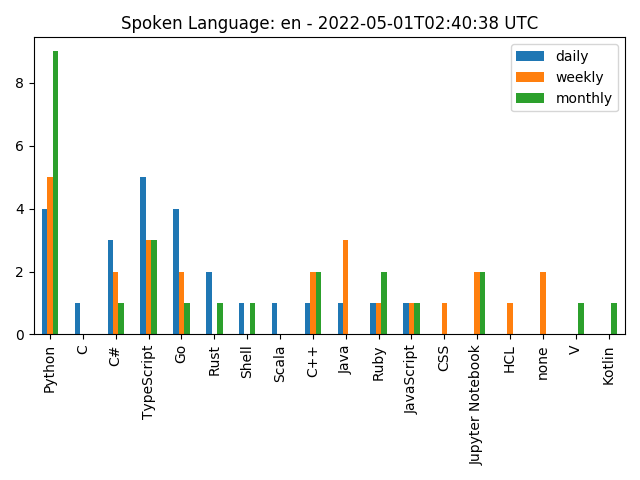 Spoken Language: en - 2022-05-01T02:40:38 UTC
daily
weekly
monthly
8
6
4
2
0
Python
C
C#
TypeScript
Go
Rust
Shell
Scala
C++
Java
Ruby
JavaScript
CSS
Jupyter Notebook
HCL
none
V
Kotlin